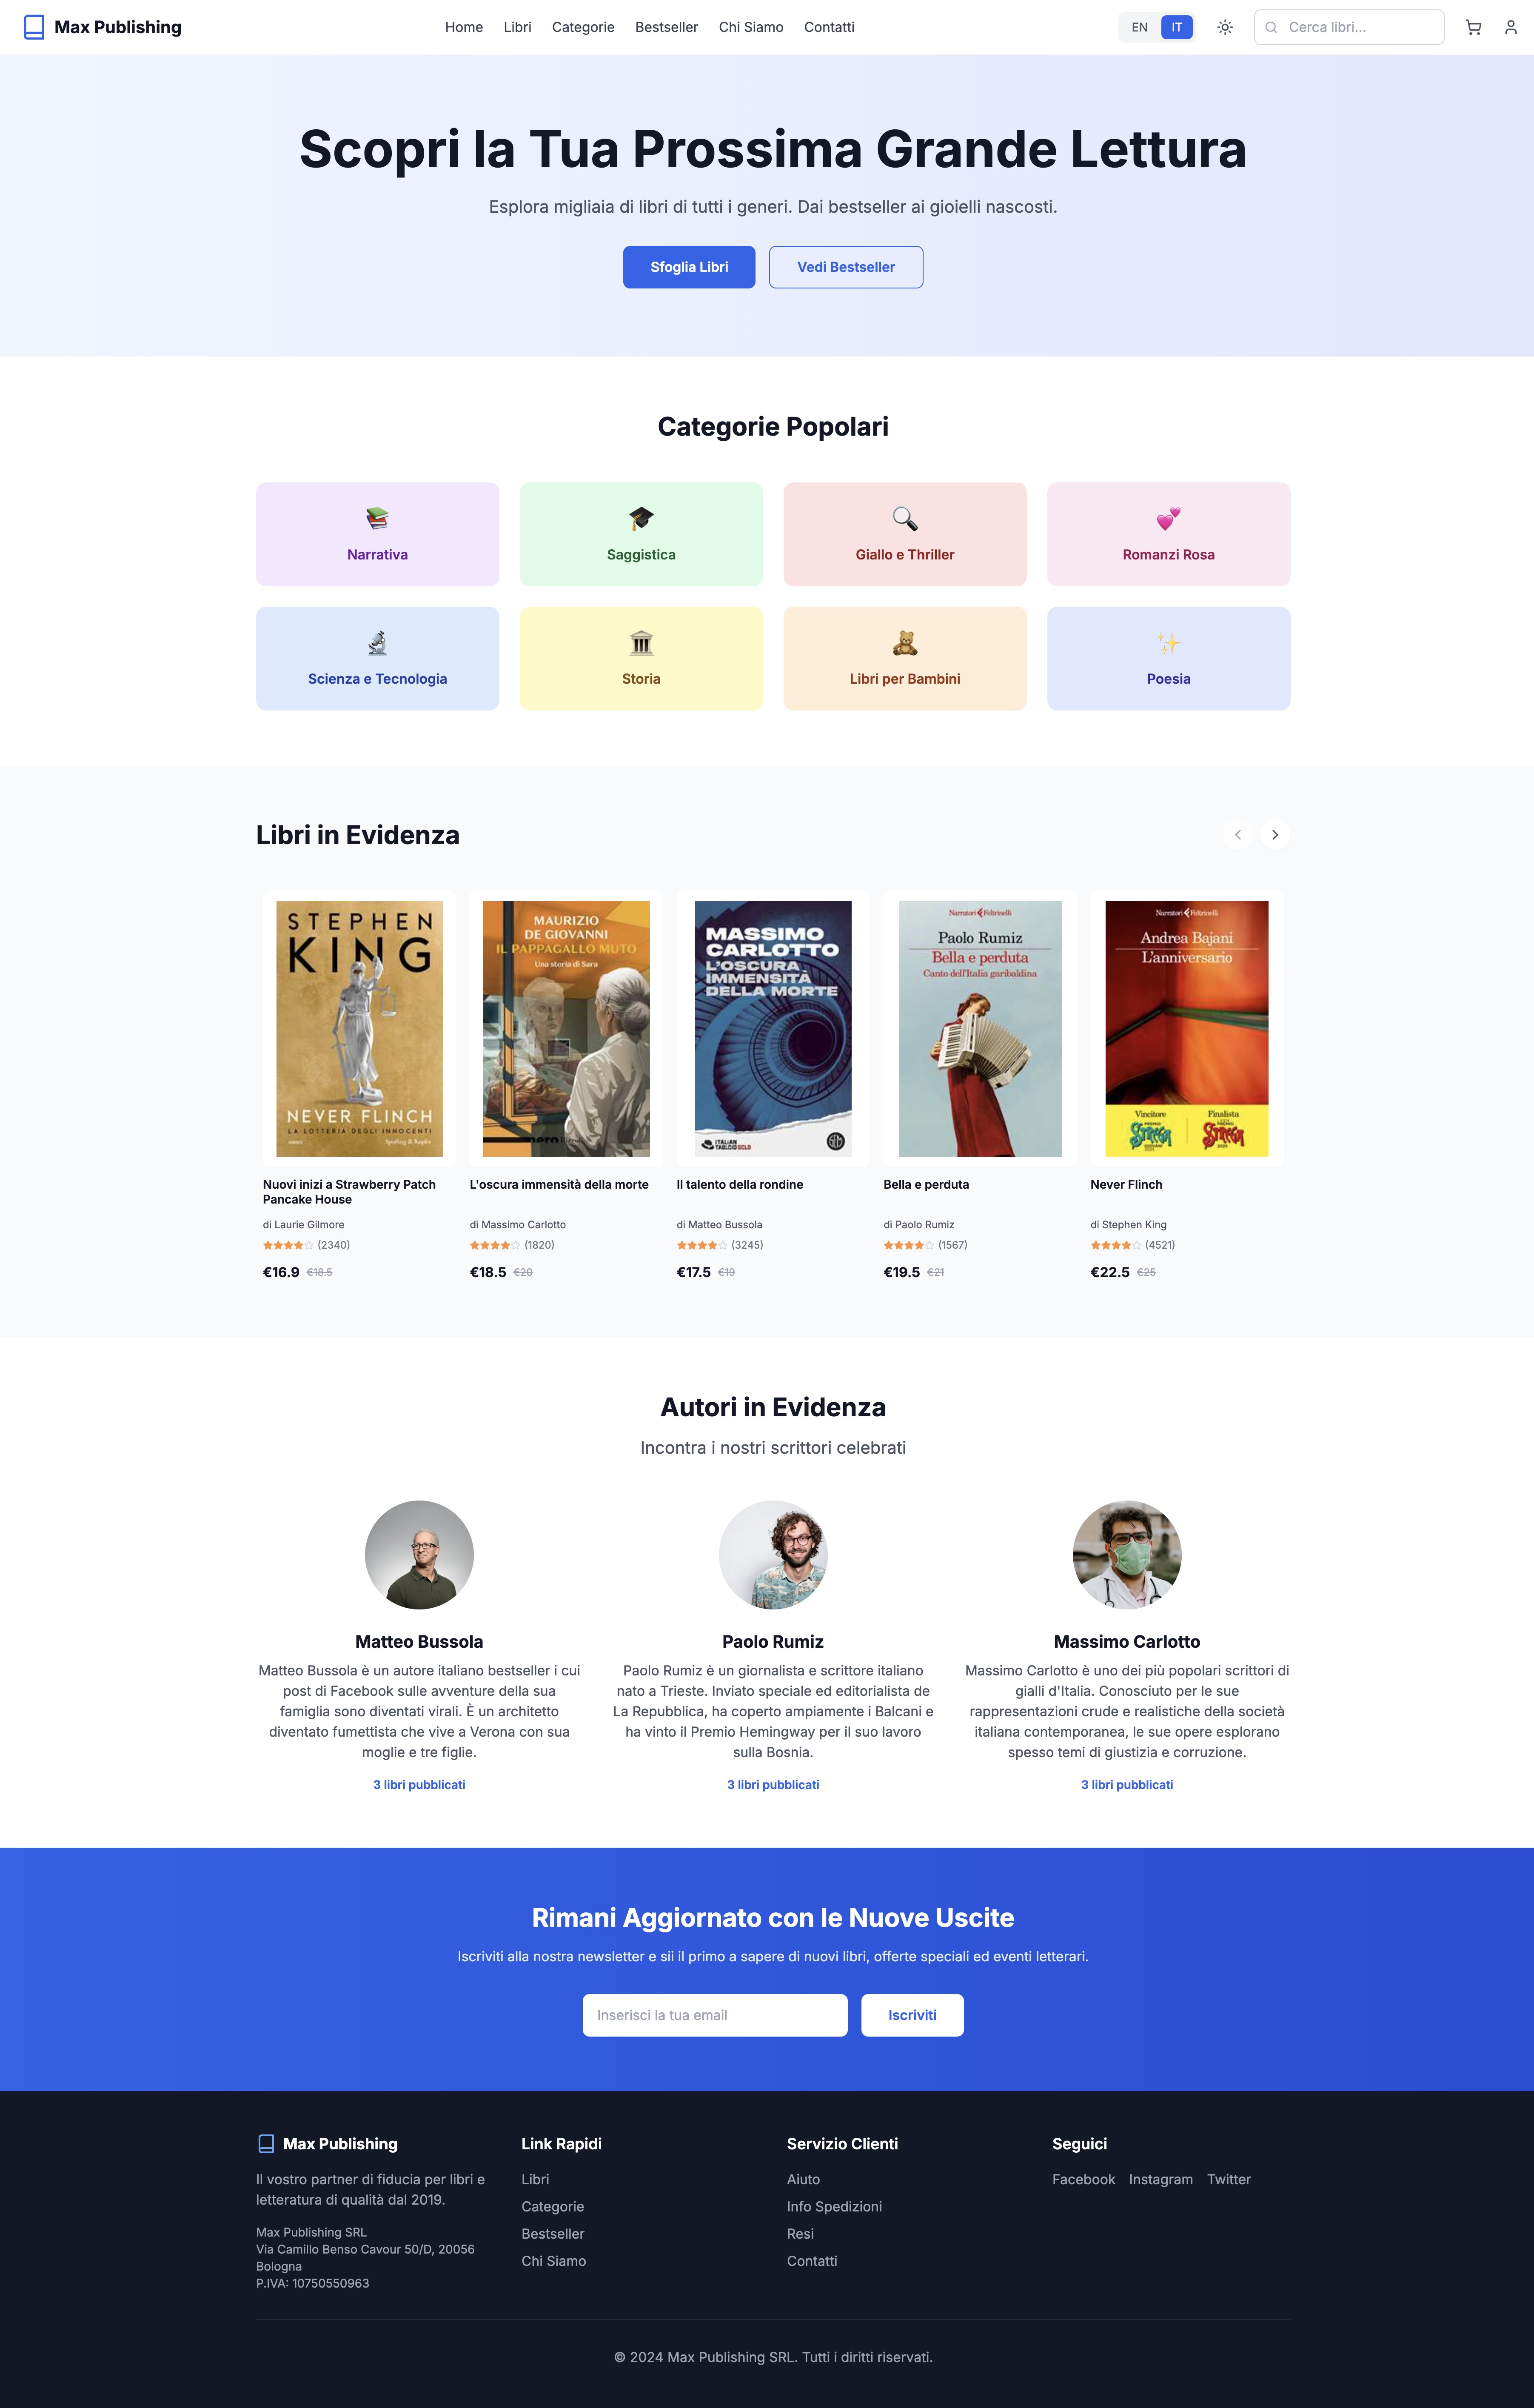 Max Publishing
Home Libri Categorie Bestseller Chi Siamo Contatti
EN IT
Cerca libri...
Scopri la Tua Prossima Grande Lettura
Esplora migliaia di libri di tutti i generi. Dai bestseller ai gioielli nascosti.
Sfoglia Libri Vedi Bestseller
Categorie Popolari
Narrativa Saggistica Giallo e Thriller Romanzi Rosa
Scienza e Tecnologia Storia Libri per Bambini Poesia
Libri in Evidenza
STEPHEN
KING
NEVER FLINCH
LA LOTTERIA DEGLI INNOCENTI
Sperling & Kupfer
MAURIZIO
DE GIOVANNI
IL PAPPAGALLO MUTO
Una storia di Sara
nero
MASSIMO
CARLOTTO
L'OSCURA
IMMENSITÀ
DELLA MORTE
ITALIAN
TABLOID GOLD
Narratori Feltrinelli
Paolo Rumiz
Bella e perduta
Canto dell'Italia garibaldina
Narratori Feltrinelli
Andrea Bajani
L'anniversario
Vincitore Finalista
PREMIO PREMIO
STREGA STREGA
2025 2025
Nuovi inizi a Strawberry Patch
Pancake House
di Laurie Gilmore
(2340)
€16.9 €18.5
L'oscura immensità della morte
di Massimo Carlotto
(1820)
€18.5 €20
Il talento della rondine
di Matteo Bussola
(3245)
€17.5 €19
Bella e perduta
di Paolo Rumiz
(1567)
€19.5 €21
Never Flinch
di Stephen King
(4521)
€22.5 €25
Autori in Evidenza
Incontra i nostri scrittori celebrati
Matteo Bussola
Matteo Bussola è un autore italiano bestseller i cui
post di Facebook sulle avventure della sua
famiglia sono diventati virali. È un architetto
diventato fumettista che vive a Verona con sua
moglie e tre figlie.
3 libri pubblicati
Paolo Rumiz
Paolo Rumiz è un giornalista e scrittore italiano
nato a Trieste. Inviato speciale ed editorialista de
La Repubblica, ha coperto ampiamente i Balcani e
ha vinto il Premio Hemingway per il suo lavoro
sulla Bosnia.
3 libri pubblicati
Massimo Carlotto
Massimo Carlotto è uno dei più popolari scrittori di
gialli d'Italia. Conosciuto per le sue
rappresentazioni crude e realistiche della società
italiana contemporanea, le sue opere esplorano
spesso temi di giustizia e corruzione.
3 libri pubblicati
Rimani Aggiornato con le Nuove Uscite
Iscriviti alla nostra newsletter e sii il primo a sapere di nuovi libri, offerte speciali ed eventi letterari.
Inserisci la tua email
Iscriviti
Max Publishing
Il vostro partner di fiducia per libri e
letteratura di qualità dal 2019.
Max Publishing SRL
Via Camillo Benso Cavour 50/D, 20056
Bologna
P.IVA: 10750550963
Link Rapidi
Libri
Categorie
Bestseller
Chi Siamo
Servizio Clienti
Aiuto
Info Spedizioni
Resi
Contatti
Seguici
Facebook Instagram Twitter
© 2024 Max Publishing SRL. Tutti i diritti riservati.